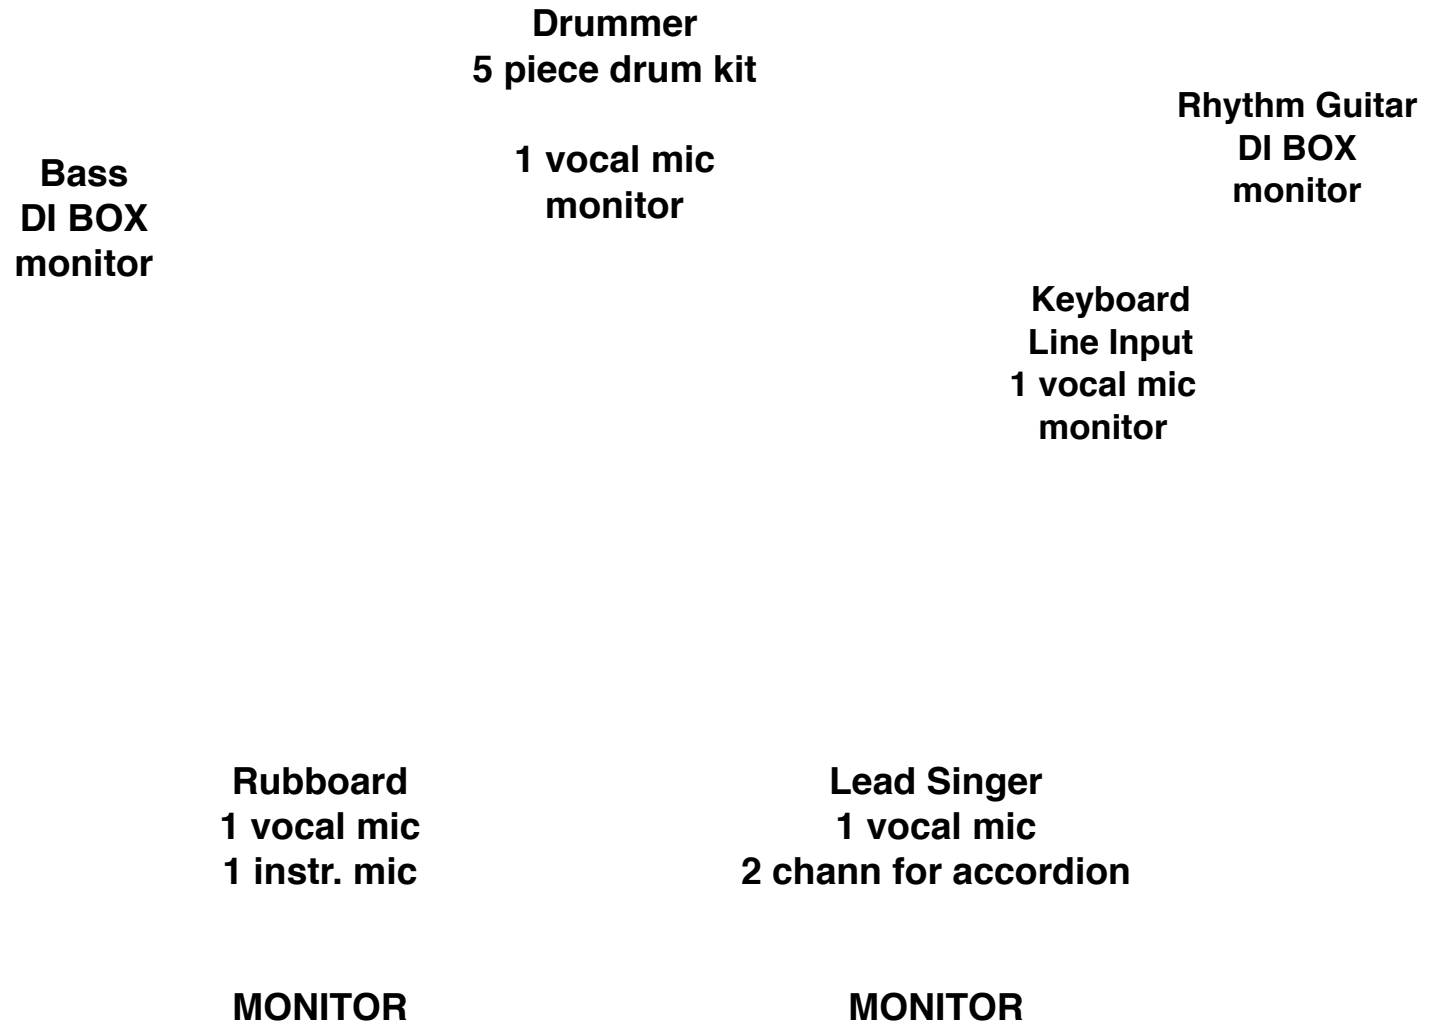 Drummer
5 piece drum kit
1 vocal mic
monitor
Rhythm Guitar
DI BOX
monitor
Bass
DI BOX
monitor
Keyboard
Line Input
1 vocal mic
monitor
Rubboard
1 vocal mic
1 instr. mic
MONITOR
Lead Singer
1 vocal mic
2 chann for accordion
MONITOR